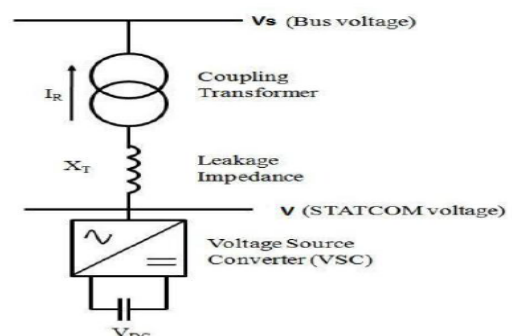 Vs (Bus voltage)
Coupling
Transformer
IR
XT
Leakage
Impedance
V (STATCOM voltage)
Voltage Source
Converter (VSC)
VDC